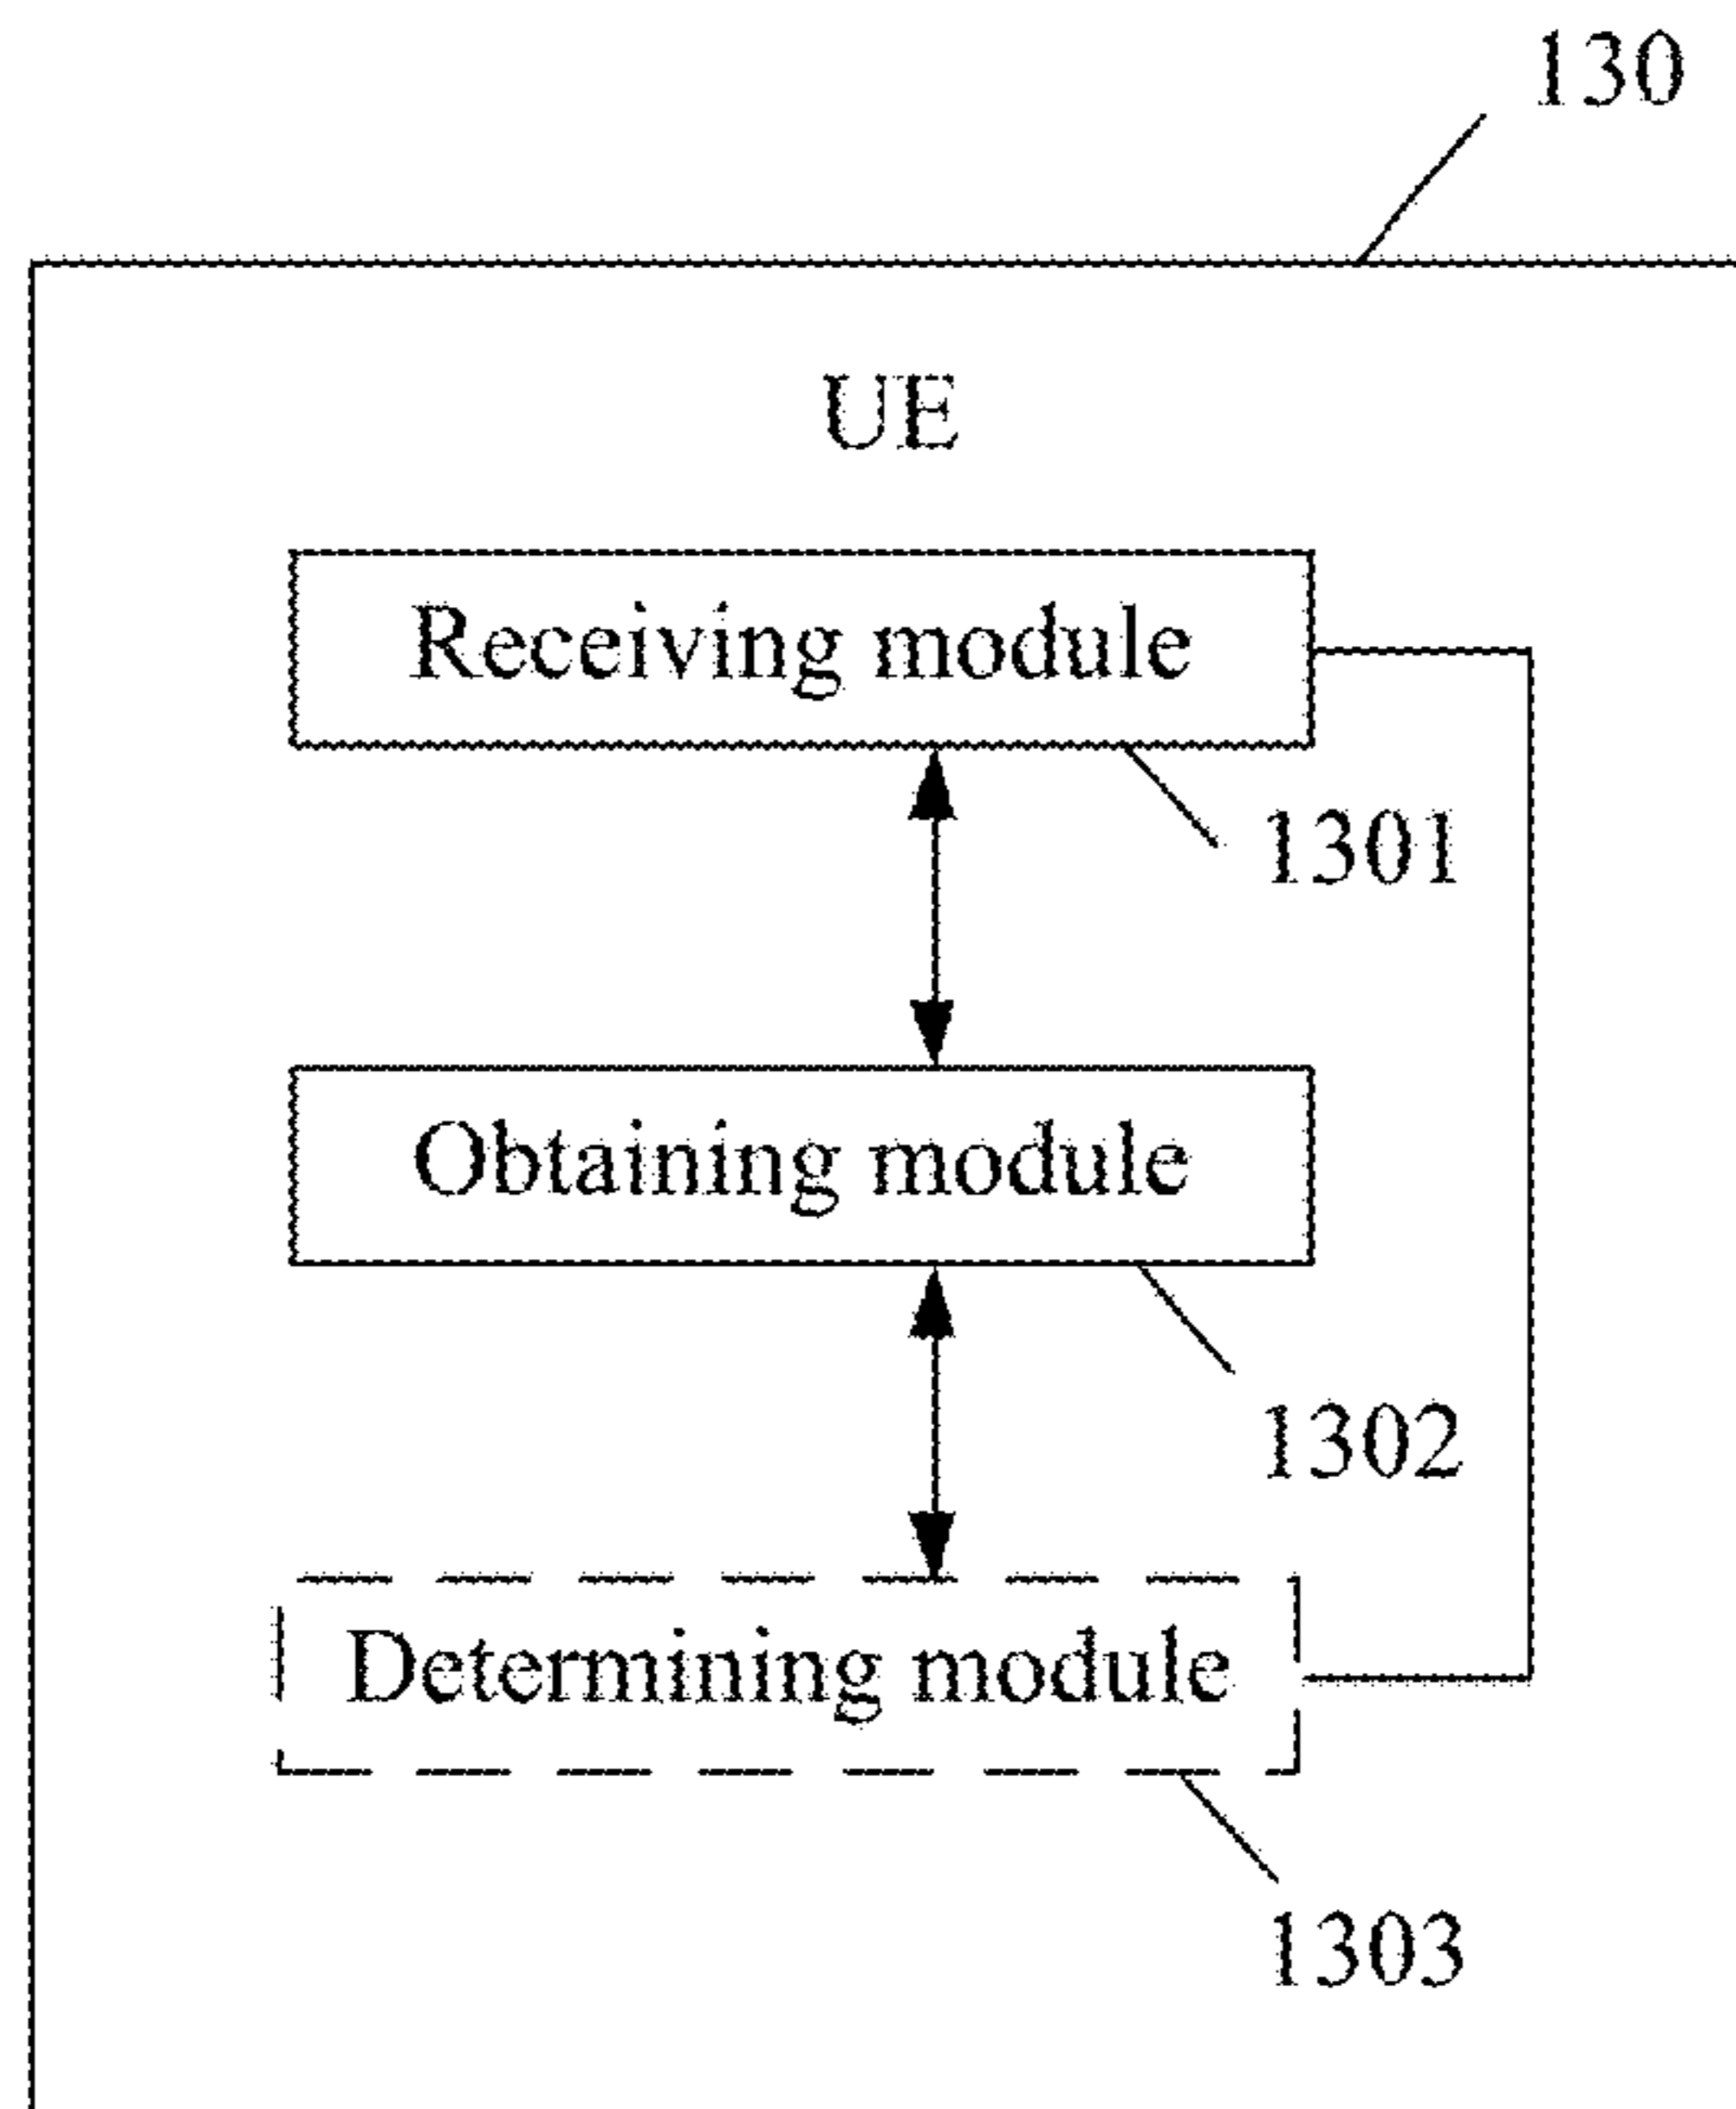 130
UE
Receiving module
1301
Obtaining module
1302
Determining module
1303